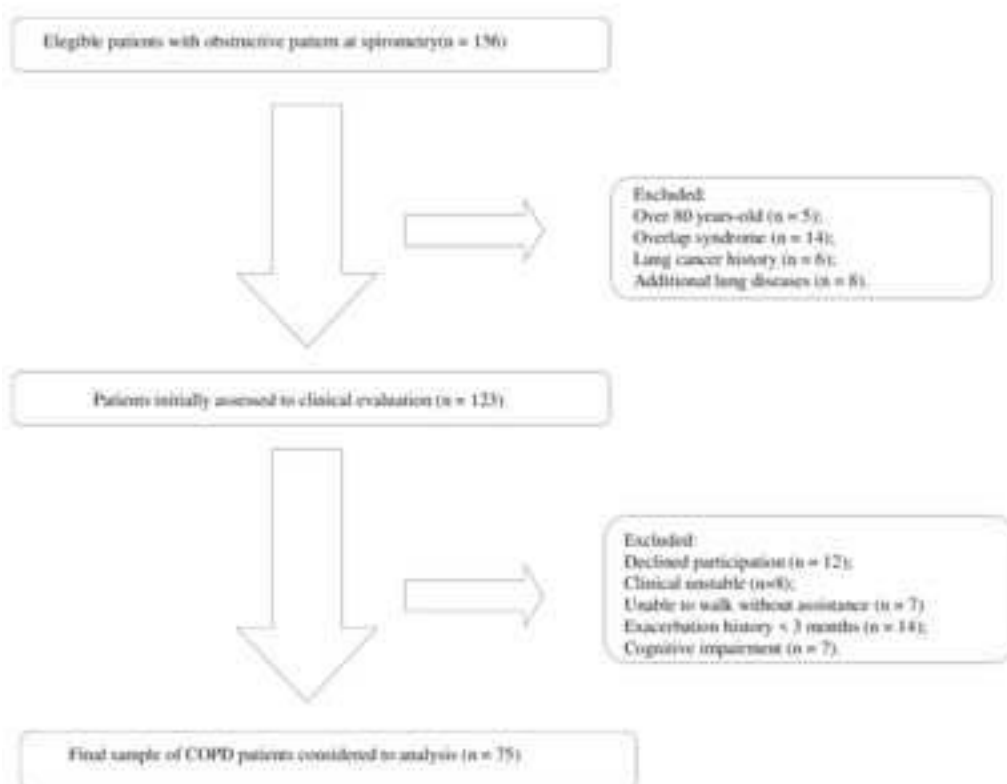 Elegible patients with obstructive pattern at spirometry(n = 156)
Excluded:
Over 80 years-old (n = 5);
Overlap syndrome (n = 14);
Lung cancer history (n = 6);
Additional lung diseases (n = 8).
Patients initially assessed to clinical evaluation (n = 123)
Excluded:
Declined participation (n = 12);
Clinical unstable (n=8);
Unable to walk without assistance (n = 7)
Exacerbation history < 3 months (n = 14);
Cognitive impairment (n = 7).
Final sample of COPD patients considered to analysis (n = 75)